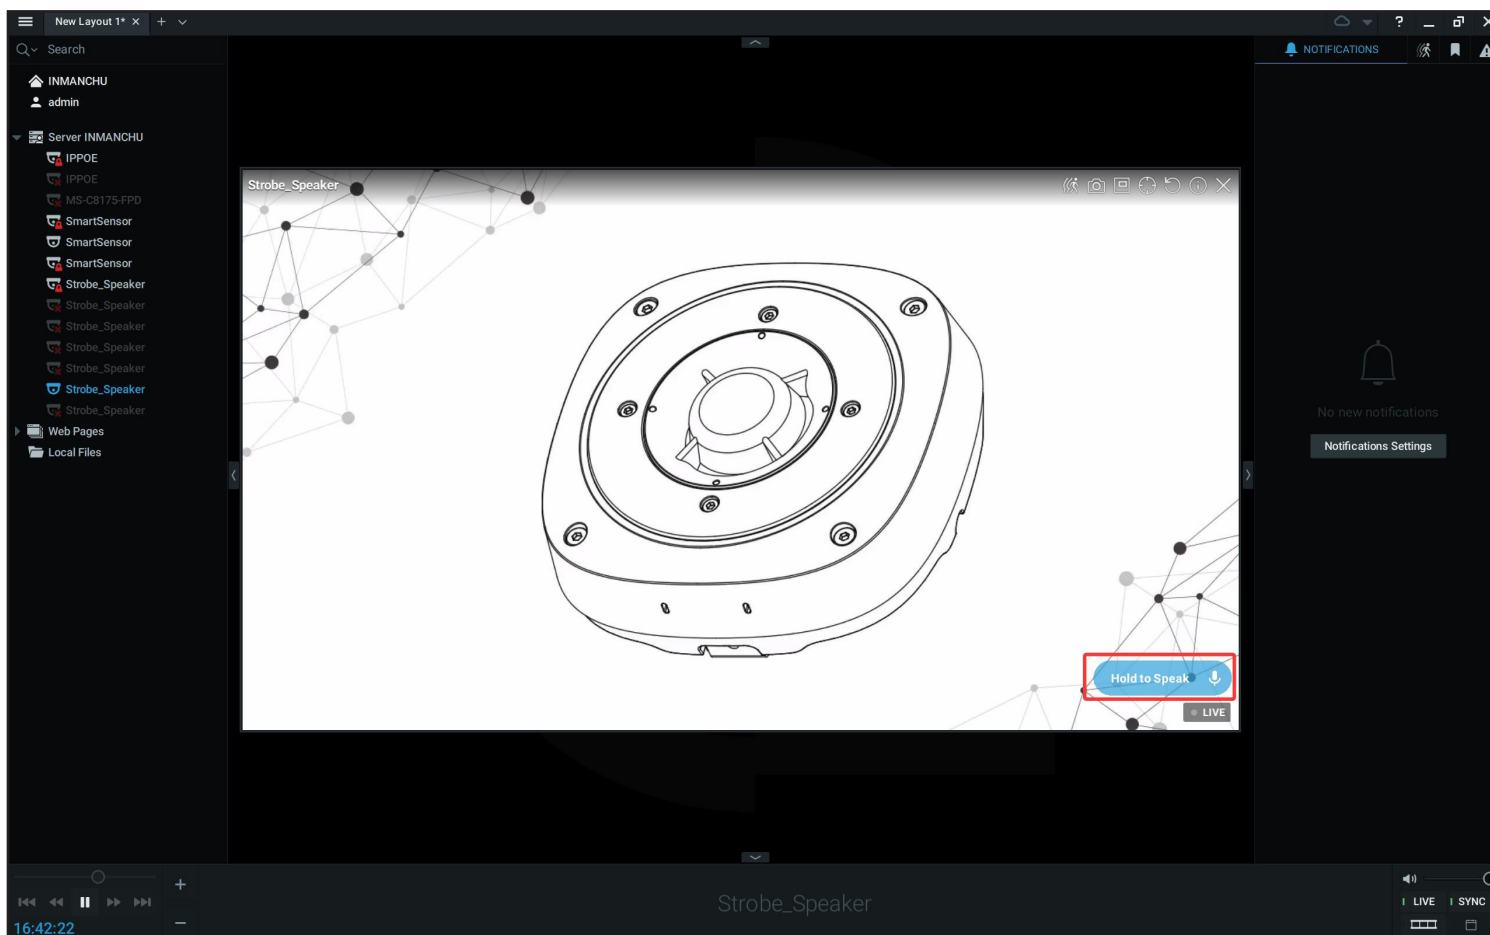 New Layout 1*
Search
INMANCHU
admin
Server INMANCHU
IPPOE
IPPOE
MS-C8175-FPD
SmartSensor
SmartSensor
SmartSensor
Strobe_Speaker
Strobe_Speaker
Strobe_Speaker
Strobe_Speaker
Strobe_Speaker
Strobe_Speaker
Strobe_Speaker
Web Pages
Local Files
Strobe_Speaker
Hold to Speak
LIVE
NOTIFICATIONS
No new notifications
Notifications Settings
16:42:22
Strobe_Speaker
LIVE SYNC